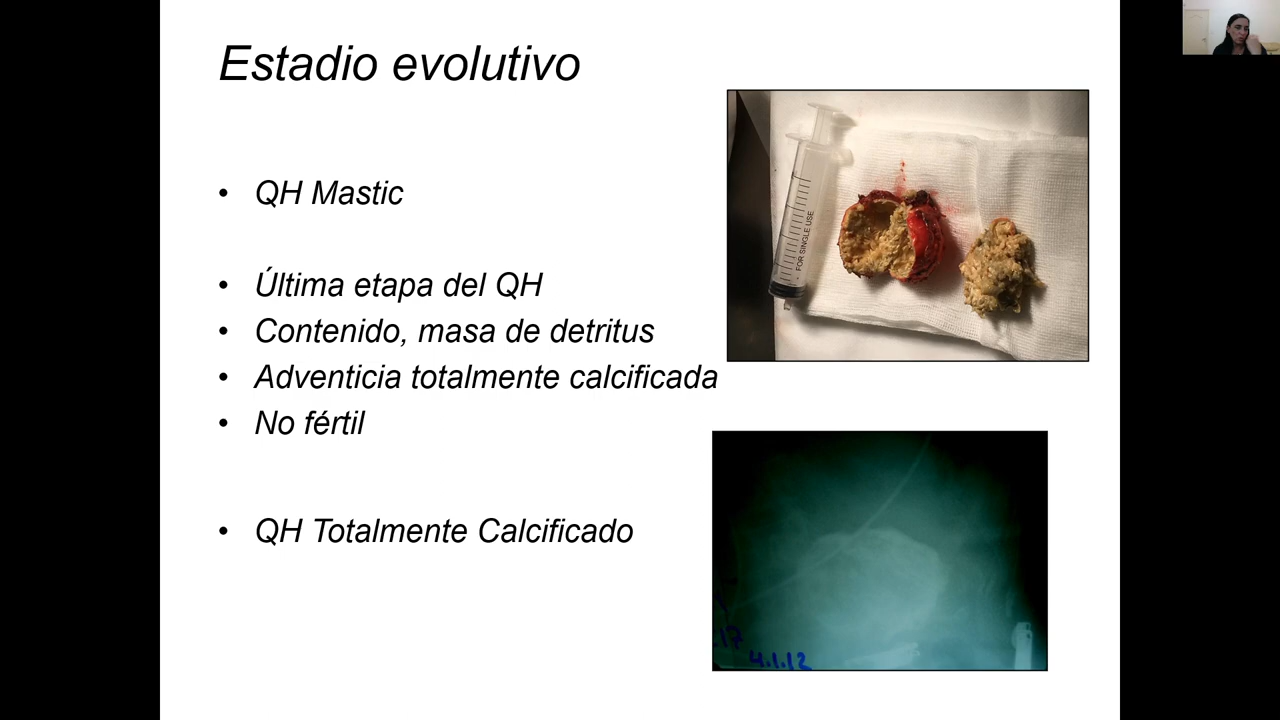 Estadio evolutivo
• QH Mastic
• Última etapa del QH
• Contenido, masa de detritus
• Adventicia totalmente calcificada
• No fértil
• QH Totalmente Calcificado
FOR SINGLE USE
17
4.1.12